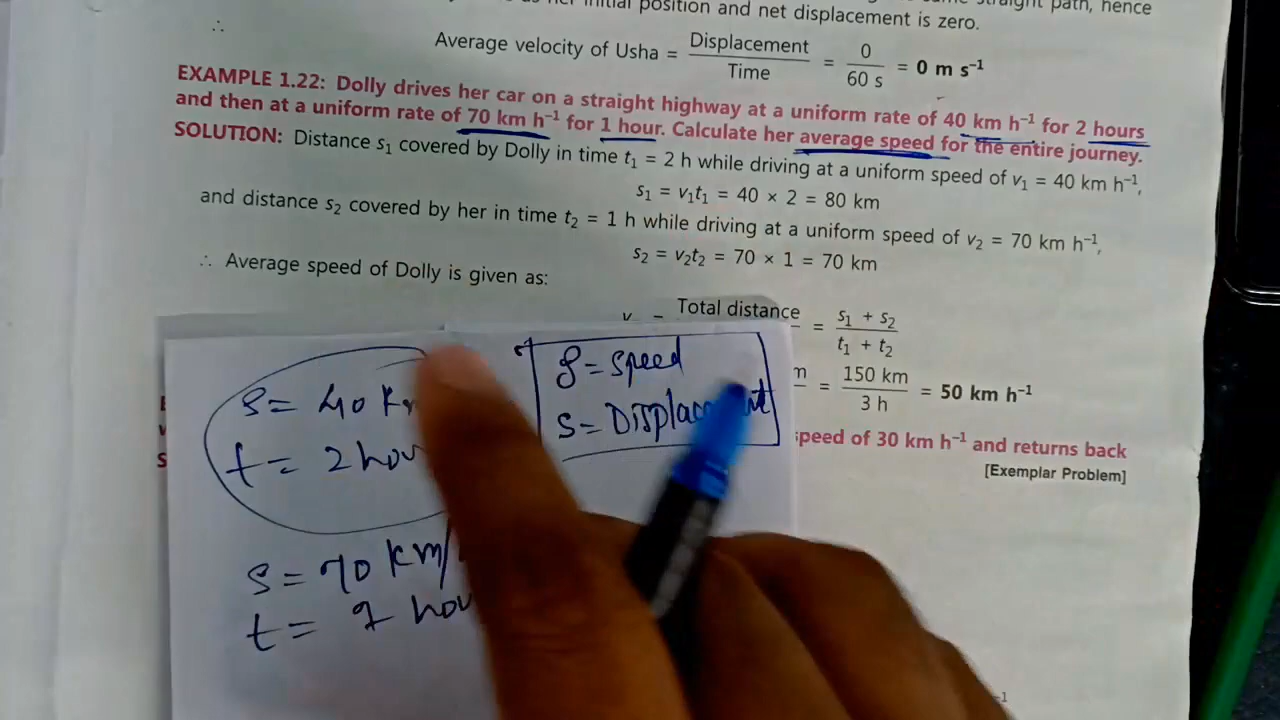 initial position and net displacement is zero.
straight path, hence
∴
Average velocity of Usha = Displacement / Time = 0 / 60 s = 0 m s⁻¹
EXAMPLE 1.22: Dolly drives her car on a straight highway at a uniform rate of 40 km h⁻¹ for 2 hours
and then at a uniform rate of 70 km h⁻¹ for 1 hour. Calculate her average speed for the entire journey.
SOLUTION: Distance s₁ covered by Dolly in time t₁ = 2 h while driving at a uniform speed of v₁ = 40 km h⁻¹,
s₁ = v₁t₁ = 40 × 2 = 80 km
and distance s₂ covered by her in time t₂ = 1 h while driving at a uniform speed of v₂ = 70 km h⁻¹,
s₂ = v₂t₂ = 70 × 1 = 70 km
∴ Average speed of Dolly is given as:
Total distance = s₁ + s₂ / t₁ + t₂
m = 150 km / 3 h = 50 km h⁻¹
speed of 30 km h⁻¹ and returns back
[Exemplar Problem]
S = 40 K
t = 2 hou
S = Speed
S = Displacement
S = 70 km/
t = 1 hou